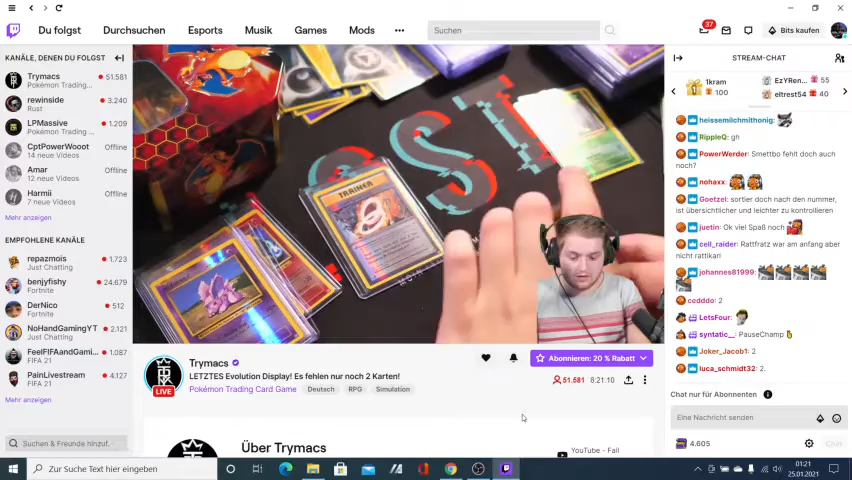 Du folgst
Durchsuchen
Esports
Musik
Games
Mods
Suchen
37
Bits kaufen
KANÄLE, DENEN DU FOLGST
Trymacs
51.581
Pokémon Trading...
rewinside
3.240
Rust
LPMassive
1.209
Pokémon Trading ...
CptPowerWooot
Offline
14 neue Videos
Amar
Offline
12 neue Videos
Harmii
Offline
7 neue Videos
Mehr anzeigen
EMPFOHLENE KANÄLE
repazmois
1.723
Just Chatting
benjyfishy
24.679
Fortnite
DerNico
512
Fortnite
NoHandGamingYT
2.121
Just Chatting
FeelFIFAandGami...
1.087
FIFA 21
PainLivestream
4.127
FIFA 21
Mehr anzeigen
Suchen & Freunde hinzuf.
TRAINER
LIVE
Trymacs
LETZTES Evolution Display! Es fehlen nur noch 2 Karten!
Pokémon Trading Card Game
Deutsch
RPG
Simulation
Abonnieren: 20 % Rabatt
51.581
8:21:10
Über Trymacs
YouTube - Fail
STREAM-CHAT
1
1kram
100
EzYRen...
55
eltrest54
40
heissemilchmithonig:
RippleQ: gh
PowerWerder: Smettbo fehlt doch auch
noch?
nohaxx:
Goetzel: sortier doch nach den nummer,
ist übersichtlicher und leichter zu kontrollieren
juetin: Ok viel Spaß noch
cell_raider: Rattfratz war am anfang aber
nicht rattikarl
johannes81999:
cedddo: 2
LetsFour:
syntatic_: PauseChamp
Joker_Jacob1: 2
luca_schmidt32: 2.
Chat nur für Abonnenten
Eine Nachricht senden
4.605
Chat
Zur Suche Text hier eingeben
01:21
25.01.2021